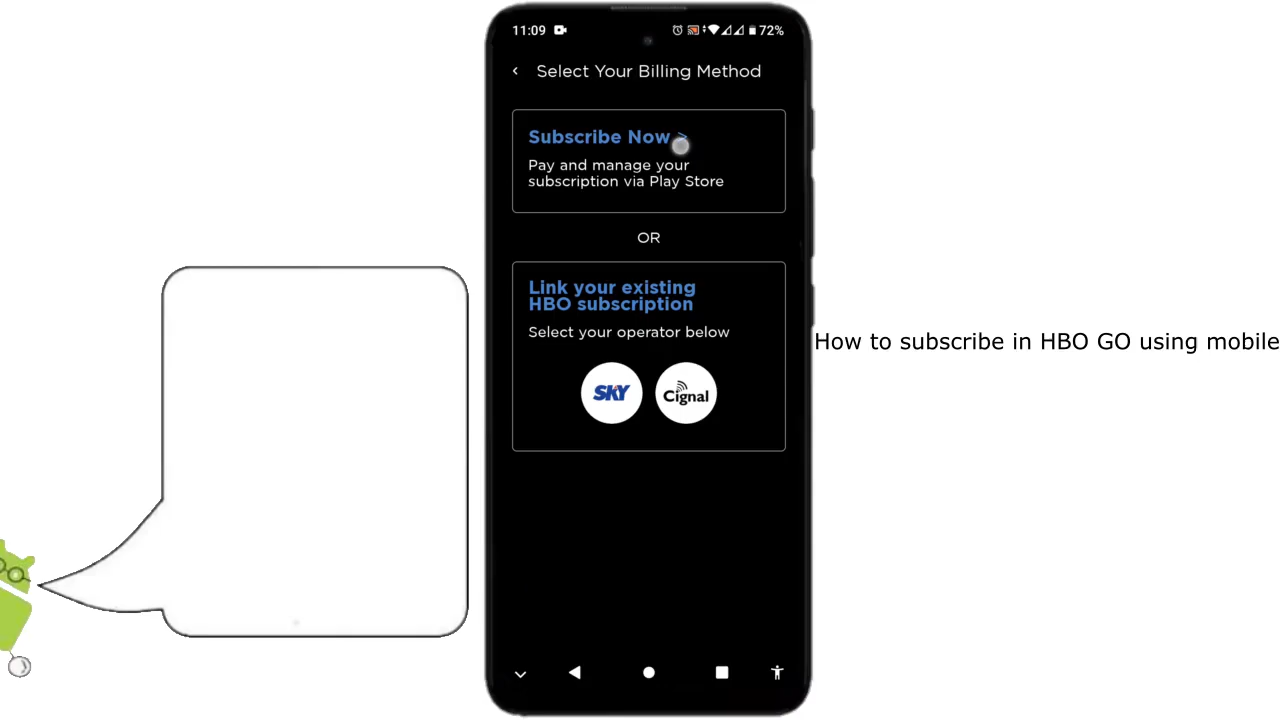 11:09
72%
Select Your Billing Method
Subscribe Now >
Pay and manage your
subscription via Play Store
OR
Link your existing
HBO subscription
Select your operator below
SKY
Cignal
How to subscribe in HBO GO using mobile